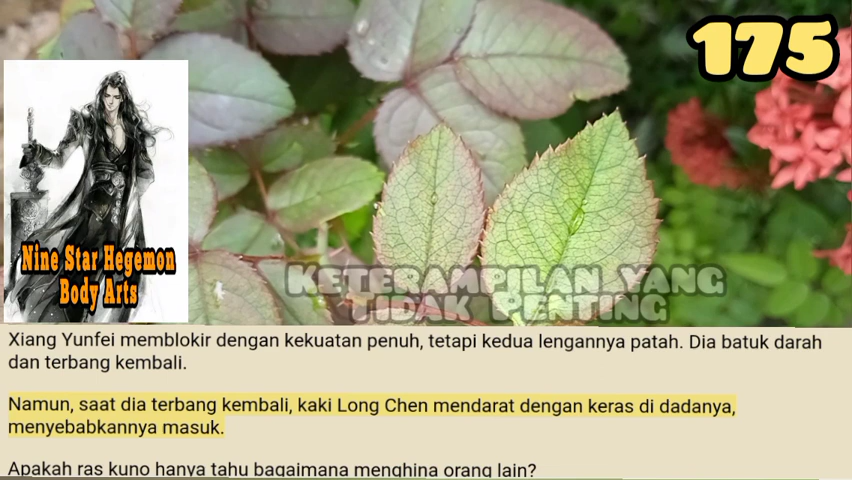 175
Nine Star Hegemon
Body Arts
Keterampilan yang
Tidak Penting
Xiang Yunfei memblokir dengan kekuatan penuh, tetapi kedua lengannya patah. Dia batuk darah
dan terbang kembali.
Namun, saat dia terbang kembali, kaki Long Chen mendarat dengan keras di dadanya,
menyebabkannya masuk.
Apakah ras kuno hanya tahu bagaimana menghina orang lain?